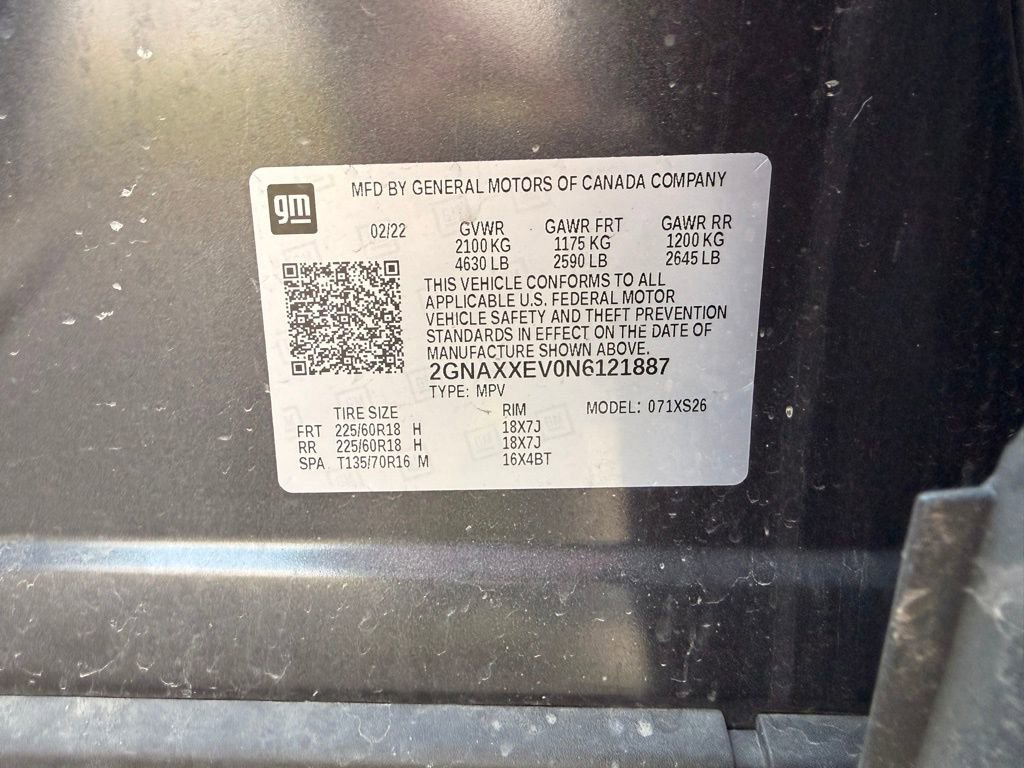 gm
MFD BY GENERAL MOTORS OF CANADA COMPANY
02/22 GVWR GAWR FRT GAWR RR
2100 KG 1175 KG 1200 KG
4630 LB 2590 LB 2645 LB
THIS VEHICLE CONFORMS TO ALL
APPLICABLE U.S. FEDERAL MOTOR
VEHICLE SAFETY AND THEFT PREVENTION
STANDARDS IN EFFECT ON THE DATE OF
MANUFACTURE SHOWN ABOVE.
2GNAXXEV0N6121887
TYPE: MPV
TIRE SIZE RIM MODEL: 071XS26
FRT 225/60R18 H 18X7J
RR 225/60R18 H 18X7J
SPA T135/70R16 M 16X4BT